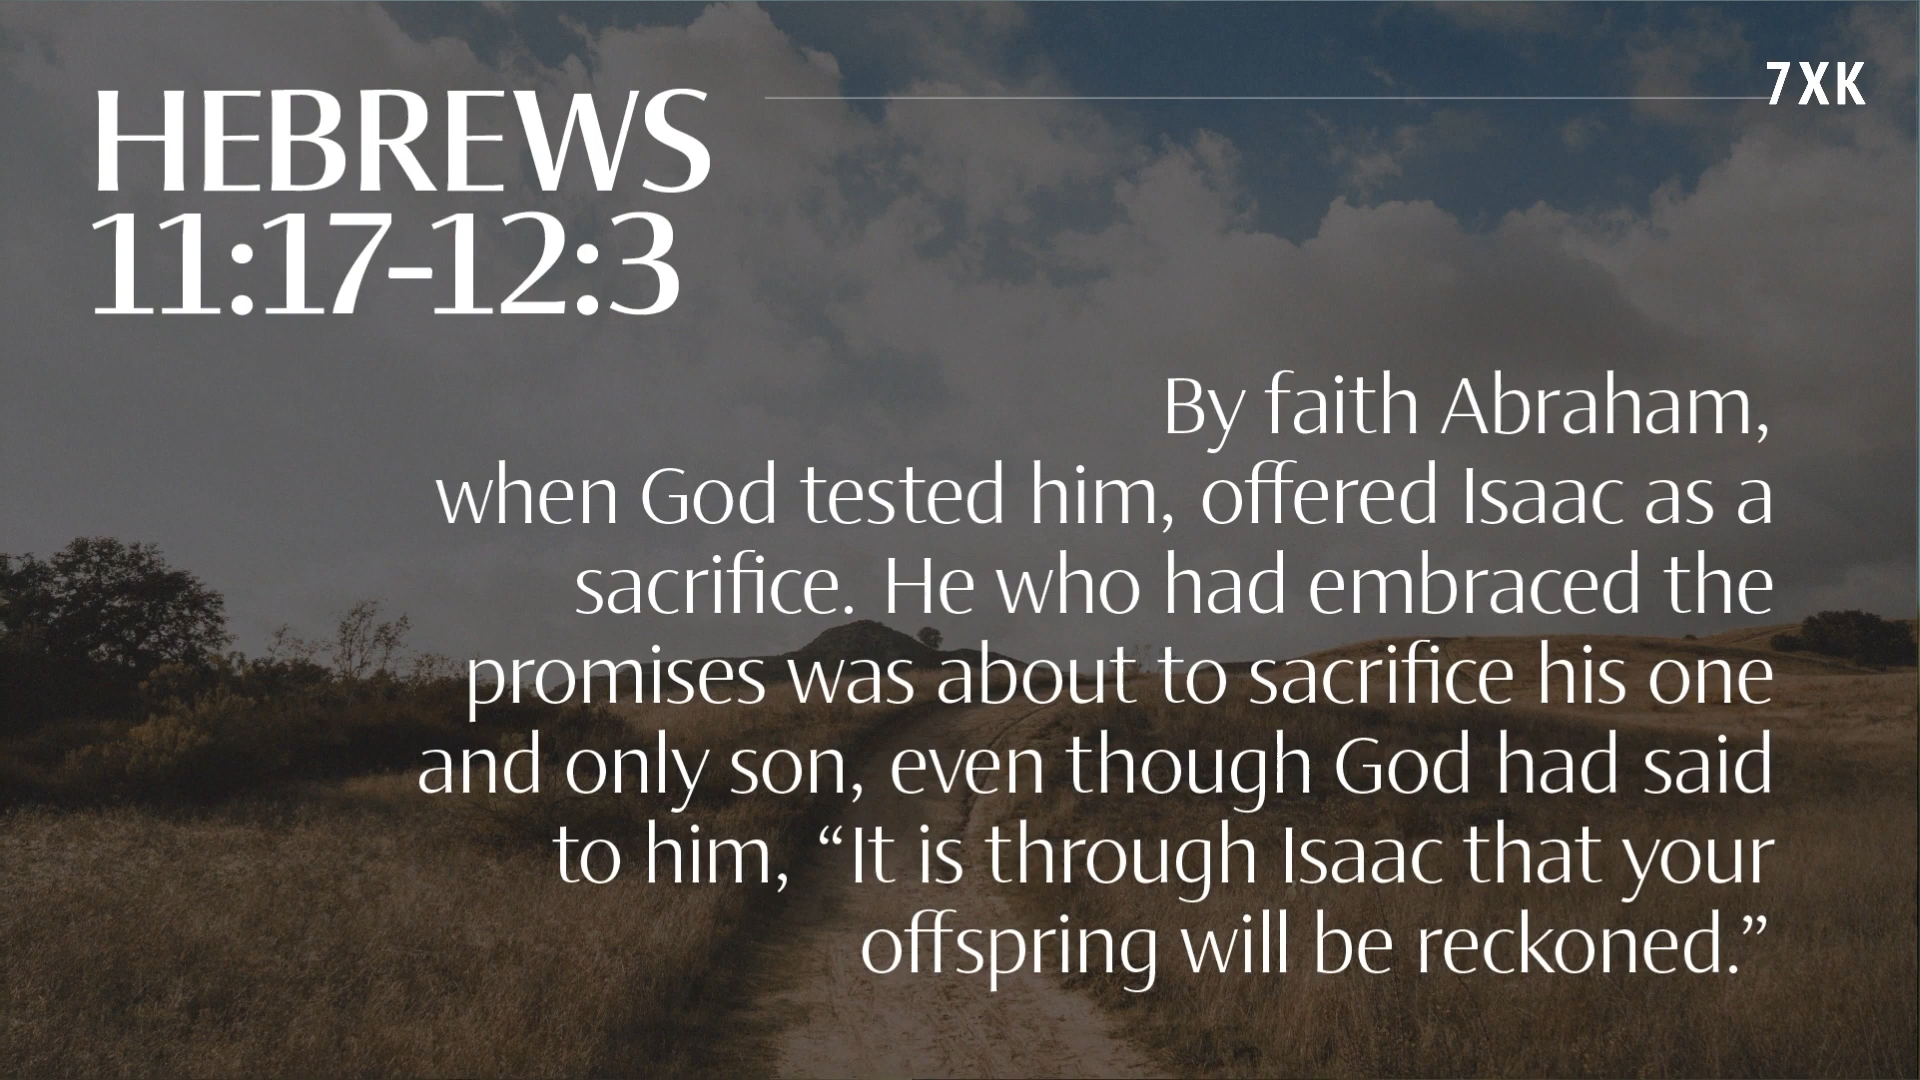 HEBREWS
11:17-12:3
7XK
By faith Abraham,
when God tested him, offered Isaac as a
sacrifice. He who had embraced the
promises was about to sacrifice his one
and only son, even though God had said
to him, “It is through Isaac that your
offspring will be reckoned.”